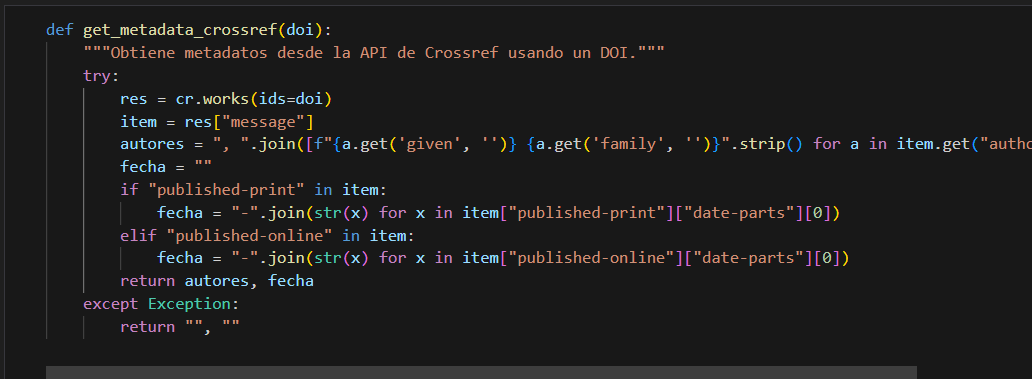 def get_metadata_crossref(doi):
"""Obtiene metadatos desde la API de Crossref usando un DOI."""
try:
res = cr.works(ids=doi)
item = res["message"]
autores = ", ".join([f"{a.get('given', '')} {a.get('family', '')}".strip() for a in item.get("autho
fecha = ""
if "published-print" in item:
fecha = "-".join(str(x) for x in item["published-print"]["date-parts"][0])
elif "published-online" in item:
fecha = "-".join(str(x) for x in item["published-online"]["date-parts"][0])
return autores, fecha
except Exception:
return "", ""